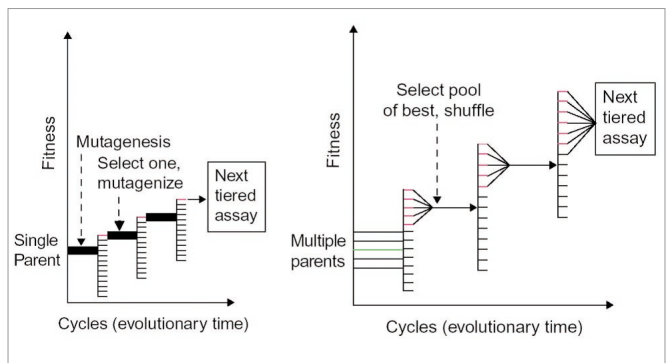 Fitness
Mutagenesis
Select one,
mutagenize
Next
tiered
assay
Single
Parent
Cycles (evolutionary time)
Fitness
Select pool
of best, shuffle
Next
tiered
assay
Multiple
parents
Cycles (evolutionary time)